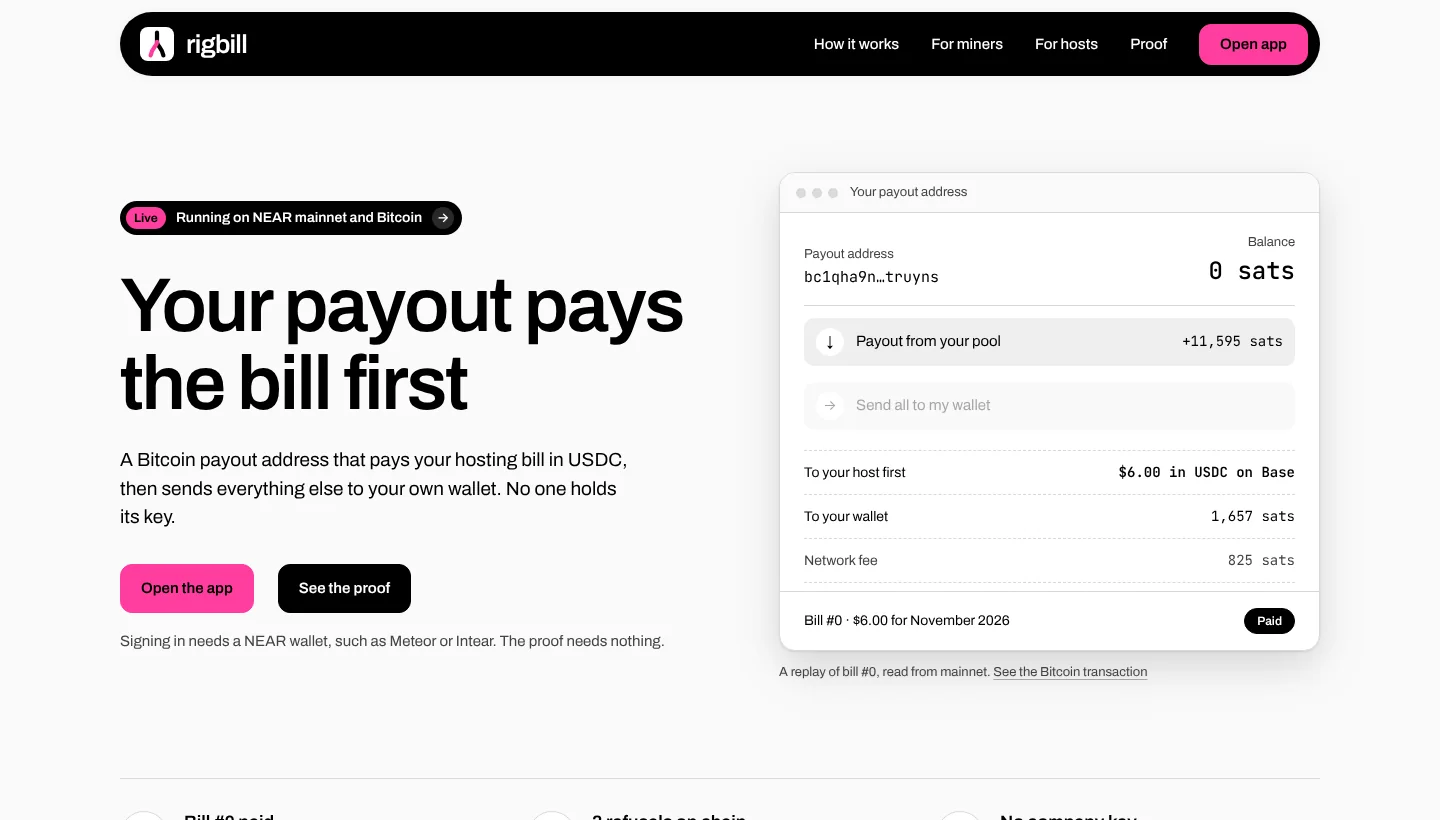 rigbill
How it works
For miners
For hosts
Proof
Open app
Live
Running on NEAR mainnet and Bitcoin
Your payout pays
the bill first
A Bitcoin payout address that pays your hosting bill in USDC,
then sends everything else to your own wallet. No one holds
its key.
Open the app
See the proof
Signing in needs a NEAR wallet, such as Meteor or Intear. The proof needs nothing.
Your payout address
Payout address
bc1qha9n…truyns
Balance
0 sats
Payout from your pool
+11,595 sats
Send all to my wallet
To your host first
$6.00 in USDC on Base
To your wallet
1,657 sats
Network fee
825 sats
Bill #0 · $6.00 for November 2026
Paid
A replay of bill #0, read from mainnet. See the Bitcoin transaction
Bill #0 paid
No company key